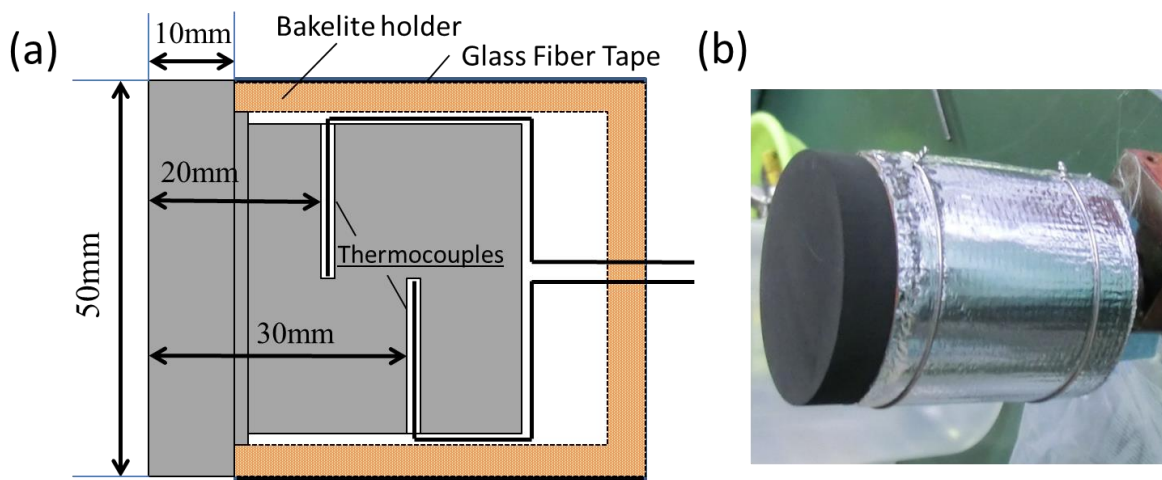 (a)
10mm
Bakelite holder
Glass Fiber Tape
(b)
20mm
Thermocouples
50mm
30mm